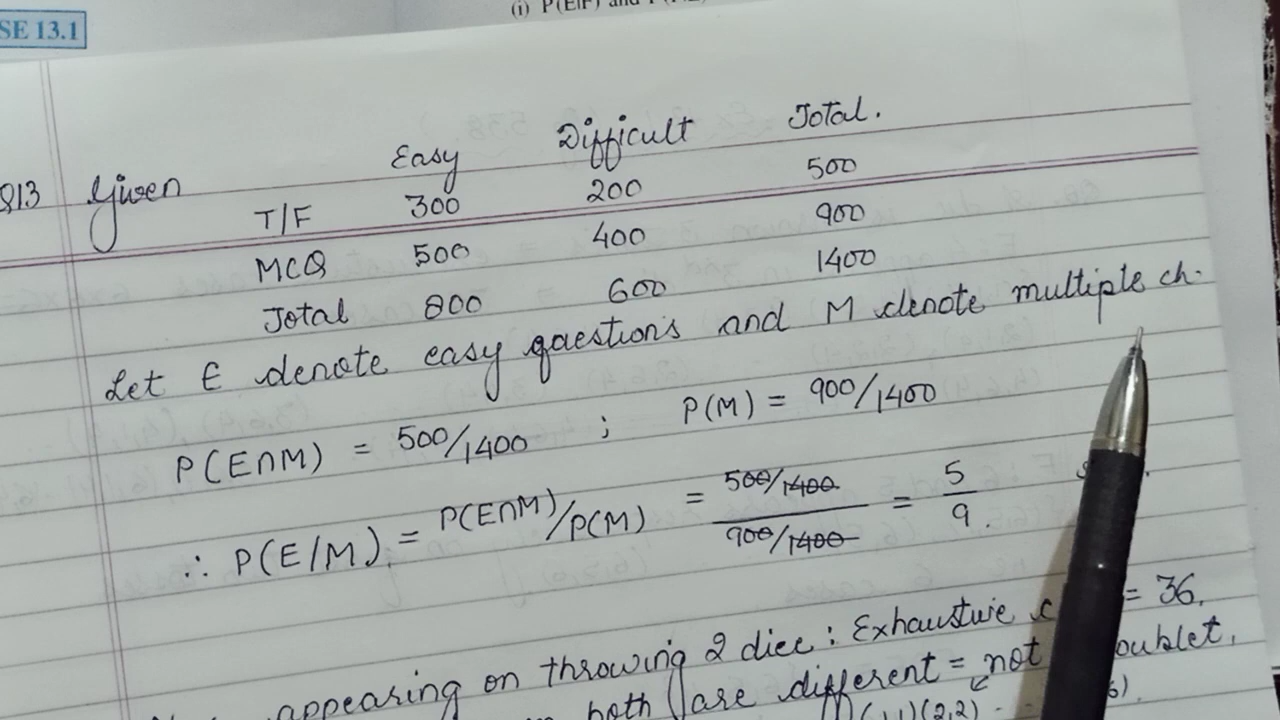 SE 13.1
(i) P(E|F) and
Easy Difficult Total.
Q13 Given
T/F 300 200 500
MCQ 500 400 900
Total 800 600 1400
Let E denote easy questions and M denote multiple ch.
P(E∩M) = 500/1400 ; P(M) = 900/1400
∴ P(E/M) = P(E∩M)/P(M) = 500/1400 / 900/1400 = 5/9.
appearing on throwing 2 dice : Exhaustive = 36.
both are different = not doublet.
(1,1)(2,2) - 6)